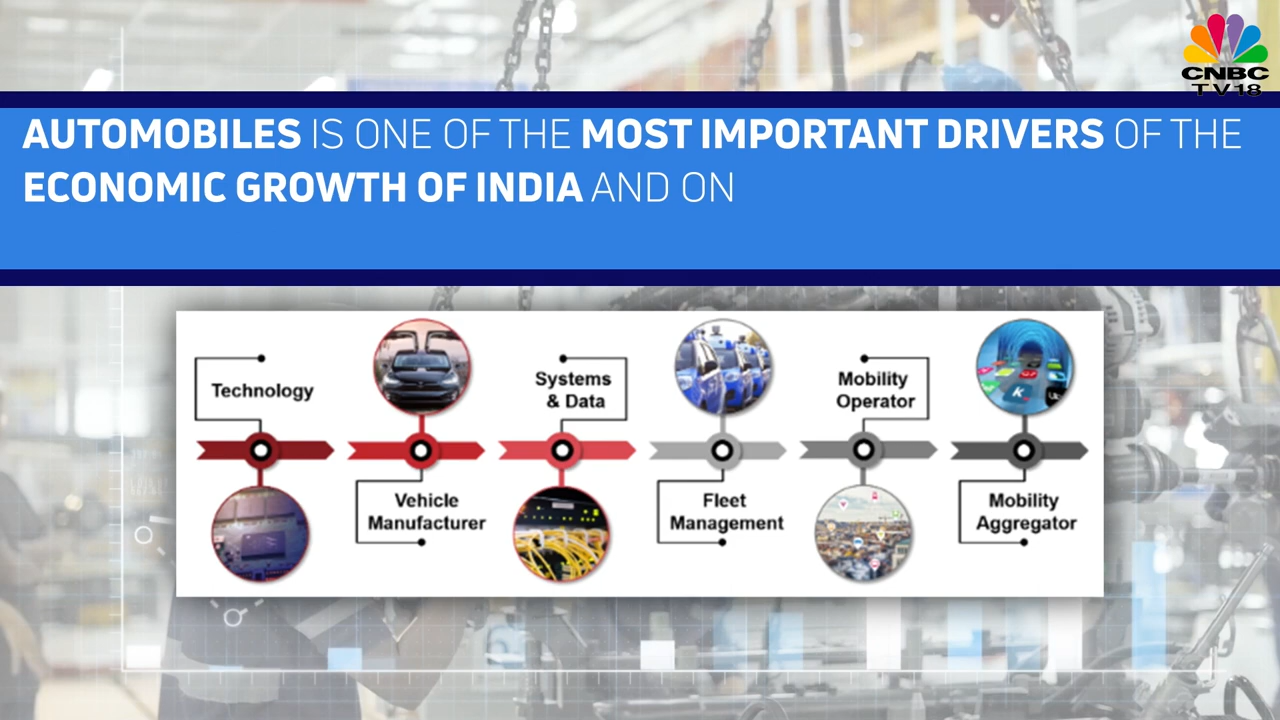 CNBC
TV18
AUTOMOBILES IS ONE OF THE MOST IMPORTANT DRIVERS OF THE
ECONOMIC GROWTH OF INDIA AND ON
Technology
Vehicle
Manufacturer
Systems
& Data
Fleet
Management
Mobility
Operator
Mobility
Aggregator
K